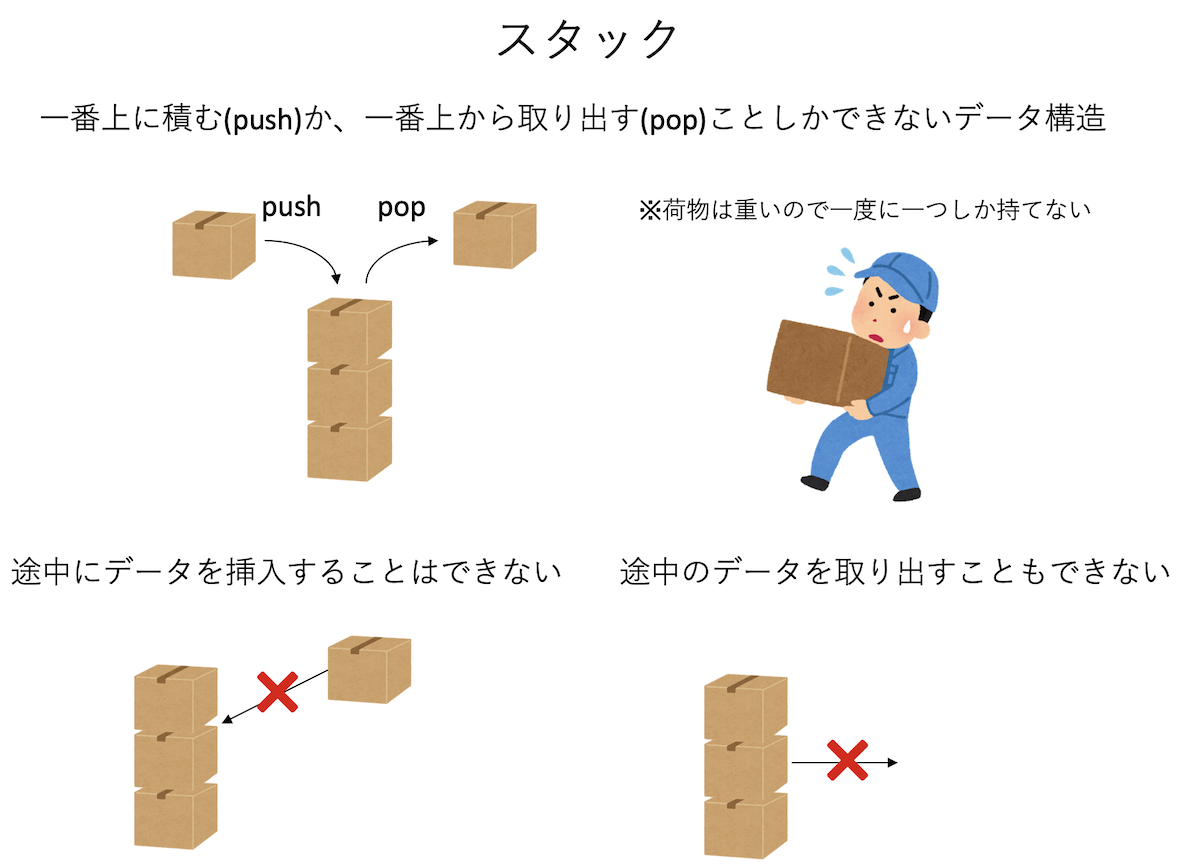 スタック
一番上に積む(push)か、一番上から取り出す(pop)ことしかできないデータ構造
push
pop
※荷物は重いので一度に一つしか持てない
途中にデータを挿入することはできない
途中のデータを取り出すこともできない